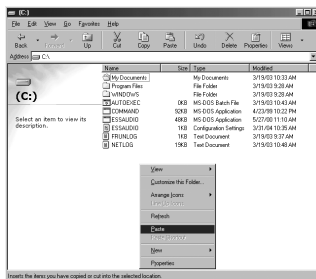 (C:)
File Edit View Go Favorites Help
Back Forward Up Cut Copy Paste Undo Delete Properties Views
Address C:\
Name Size Type Modified
My Documents My Documents 3/19/03 10:33 AM
Program Files File Folder 3/19/03 9:28 AM
WINDOWS File Folder 3/19/03 9:28 AM
AUTOEXEC 0KB MS-DOS Batch File 3/19/03 10:43 AM
COMMAND 92KB MS-DOS Application 4/23/99 10:22 PM
ESSAUDIO 48KB MS-DOS Application 5/27/00 11:10 AM
ESSAUDIO 1KB Configuration Settings 3/31/04 10:35 AM
FRUNLOG 1KB Text Document 3/19/03 9:37 AM
NETLOG 19KB Text Document 3/19/03 10:48 AM
(C:)
Select an item to view its
description.
View
Customize this Folder...
Arrange Icons
Line Up Icons
Refresh
Paste
Paste Shortcut
New
Properties
Inserts the items you have copied or cut into the selected location.